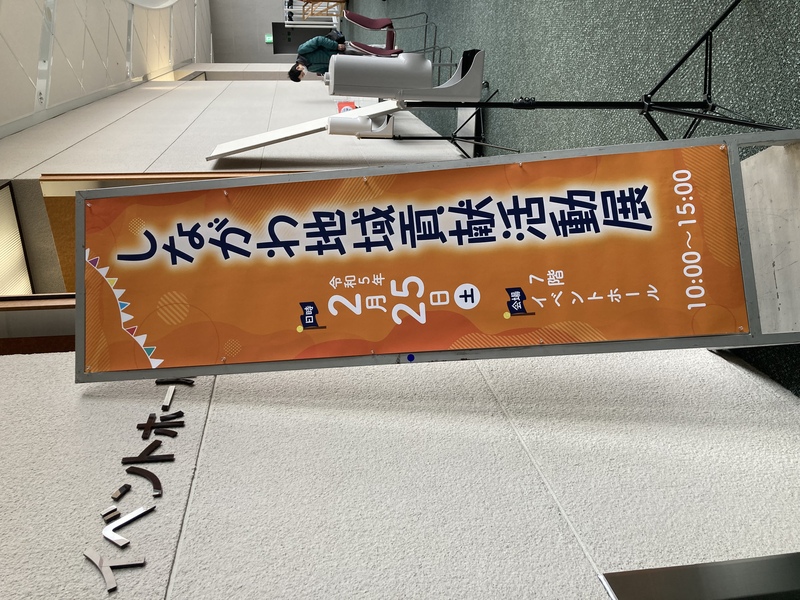 しながわ地域貢献活動展
日時
令和5年
2月
25日 土
会場
7階
イベントホール
10:00〜15:00
イベントホー